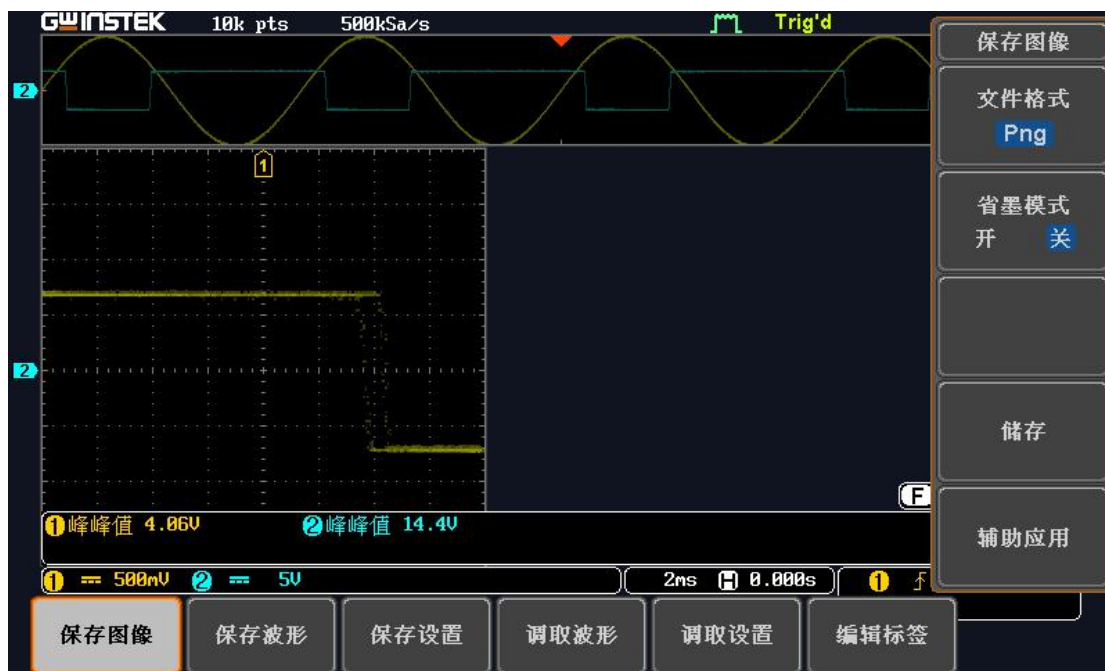 GWINSTEK 10k pts 500kSa/s Trig'd
保存图像
文件格式
Png
省墨模式
开 关
储存
辅助应用
2
1
2
F
1峰峰值 4.06V 2峰峰值 14.4V
1 500mV 2 5V 2ms H 0.000s 1
保存图像 保存波形 保存设置 调取波形 调取设置 编辑标签